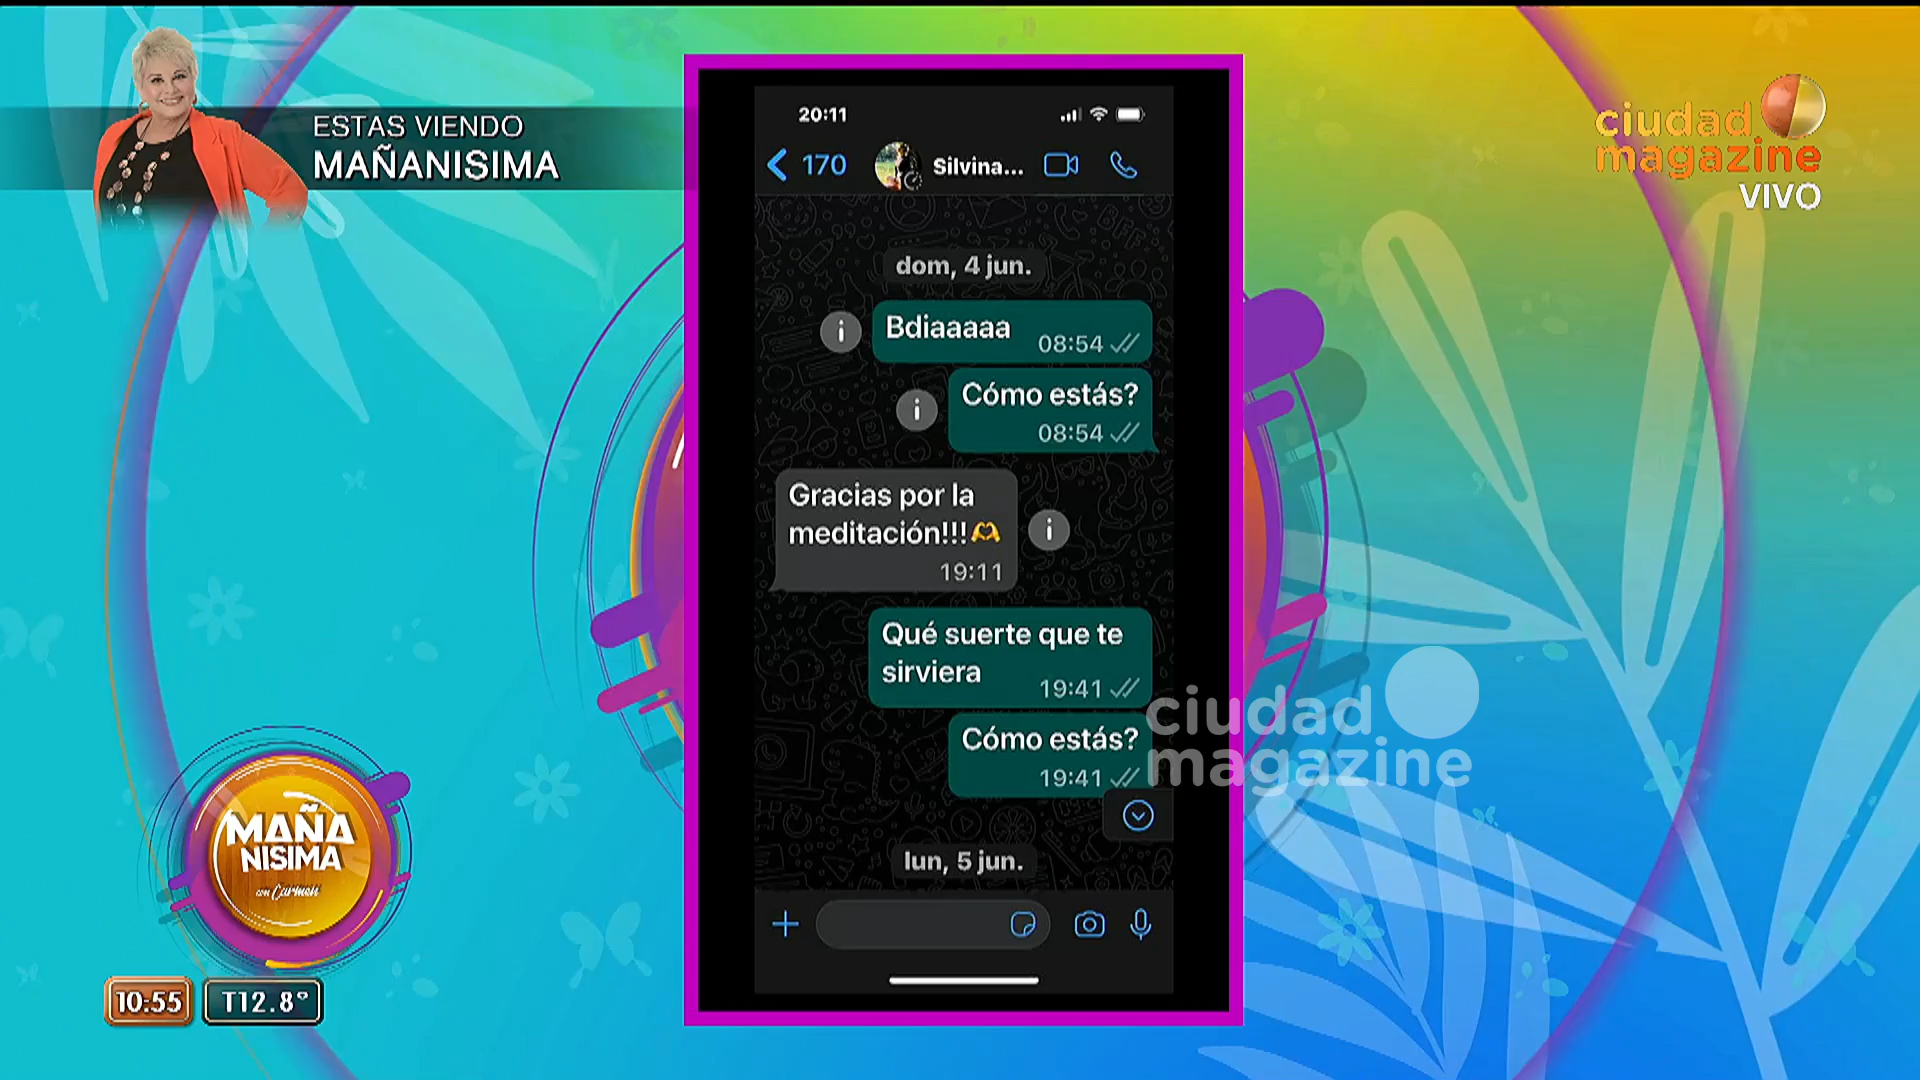 ESTAS VIENDO
MAÑANISIMA
ciudad
magazine
VIVO
20:11
170
Silvina...
dom, 4 jun.
Bdiaaaaa
08:54
Cómo estás?
08:54
Gracias por la
meditación!!!🫶
19:11
Qué suerte que te
sirviera
19:41
Cómo estás?
19:41
lun, 5 jun.
ciudad
magazine
MAÑA
NISIMA
con Carmen
10:55
T12.8°